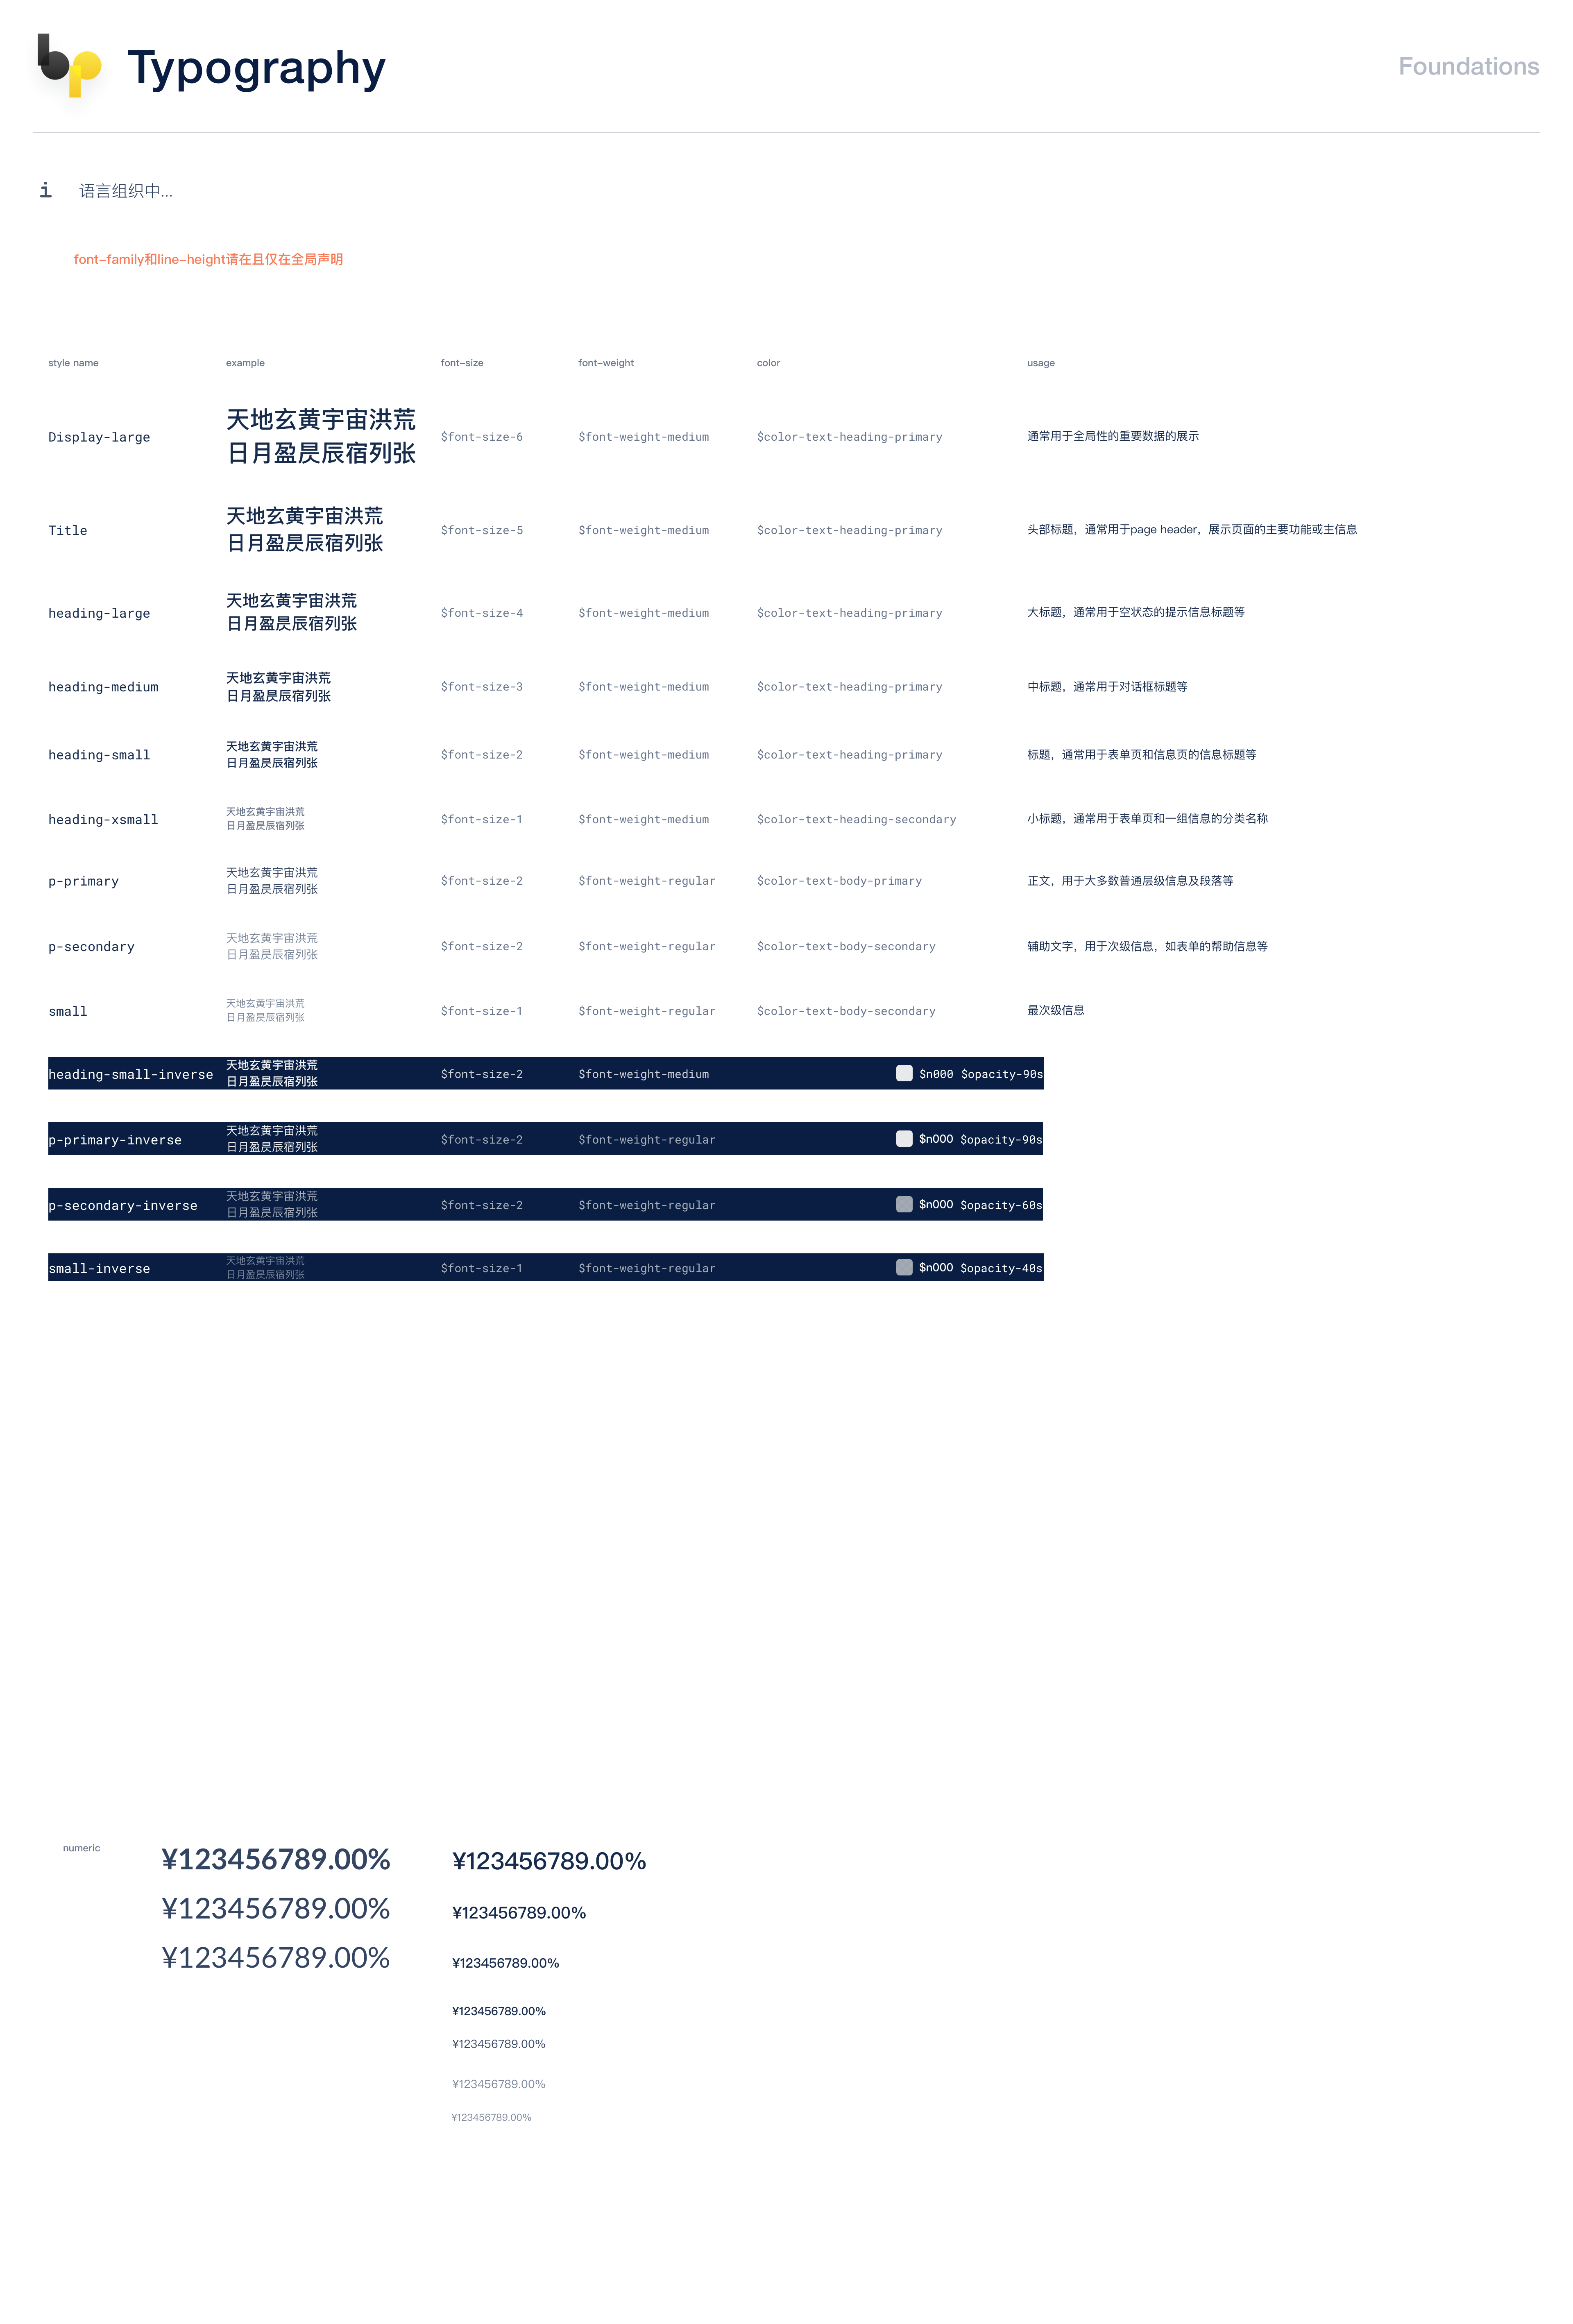 bp Typography
Foundations
i 语言组织中...
font-family和line-height请在且仅在全局声明
style name example font-size font-weight color usage
天地玄黄宇宙洪荒
Display-large $font-size-6 $font-weight-medium $color-text-heading-primary 通常用于全局性的重要数据的展示
日月盈昃辰宿列张
天地玄黄宇宙洪荒
Title $font-size-5 $font-weight-medium $color-text-heading-primary 头部标题，通常用于page header，展示页面的主要功能或主信息
日月盈昃辰宿列张
天地玄黄宇宙洪荒
heading-large $font-size-4 $font-weight-medium $color-text-heading-primary 大标题，通常用于空状态的提示信息标题等
日月盈昃辰宿列张
天地玄黄宇宙洪荒
heading-medium $font-size-3 $font-weight-medium $color-text-heading-primary 中标题，通常用于对话框标题等
日月盈昃辰宿列张
天地玄黄宇宙洪荒
heading-small $font-size-2 $font-weight-medium $color-text-heading-primary 标题，通常用于表单页和信息页的信息标题等
日月盈昃辰宿列张
天地玄黄宇宙洪荒
heading-xsmall $font-size-1 $font-weight-medium $color-text-heading-secondary 小标题，通常用于表单页和一组信息的分类名称
日月盈昃辰宿列张
天地玄黄宇宙洪荒
p-primary $font-size-2 $font-weight-regular $color-text-body-primary 正文，用于大多数普通层级信息及段落等
日月盈昃辰宿列张
天地玄黄宇宙洪荒
p-secondary $font-size-2 $font-weight-regular $color-text-body-secondary 辅助文字，用于次级信息，如表单的帮助信息等
日月盈昃辰宿列张
天地玄黄宇宙洪荒
small $font-size-1 $font-weight-regular $color-text-body-secondary 最次级信息
日月盈昃辰宿列张
天地玄黄宇宙洪荒
heading-small-inverse $font-size-2 $font-weight-medium $n000 $opacity-90s
日月盈昃辰宿列张
天地玄黄宇宙洪荒
p-primary-inverse $font-size-2 $font-weight-regular $n000 $opacity-90s
日月盈昃辰宿列张
天地玄黄宇宙洪荒
p-secondary-inverse $font-size-2 $font-weight-regular $n000 $opacity-60s
日月盈昃辰宿列张
天地玄黄宇宙洪荒
small-inverse $font-size-1 $font-weight-regular $n000 $opacity-40s
日月盈昃辰宿列张
numeric
¥123456789.00%
¥123456789.00%
¥123456789.00%
¥123456789.00%
¥123456789.00%
¥123456789.00%
¥123456789.00%
¥123456789.00%
¥123456789.00%
¥123456789.00%